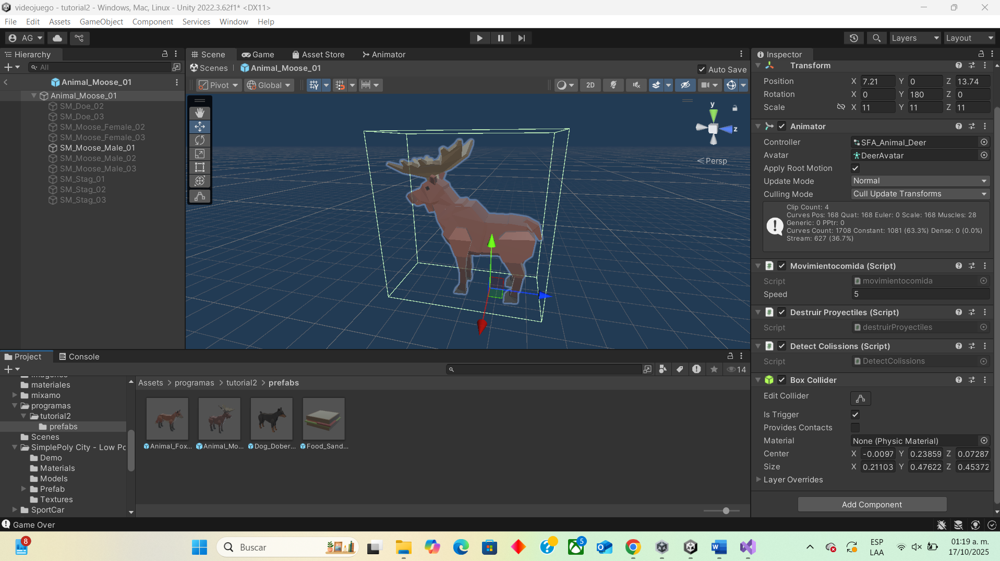 videojuego - tutorial2 - Windows, Mac, Linux - Unity 2022.3.62f1* <DX11>
File Edit Assets GameObject Component Services Window Help
AG
Layers
Layout
Hierarchy
All
Animal_Moose_01
Animal_Moose_01
SM_Doe_02
SM_Doe_03
SM_Moose_Female_02
SM_Moose_Female_03
SM_Moose_Male_01
SM_Moose_Male_02
SM_Moose_Male_03
SM_Stag_01
SM_Stag_02
SM_Stag_03
Scene Game Asset Store Animator
Scenes Animal_Moose_01
Auto Save
Pivot Global
2D
y
z
Persp
Inspector
Transform
Position X 7.21 Y 0 Z 13.74
Rotation X 0 Y 180 Z 0
Scale X 11 Y 11 Z 11
Animator
Controller SFA_Animal_Deer
Avatar DeerAvatar
Apply Root Motion
Update Mode Normal
Culling Mode Cull Update Transforms
Clip Count: 4
Curves Pos: 168 Quat: 168 Euler: 0 Scale: 168 Muscles: 28
Generic: 0 PPtr: 0
Curves Count: 1708 Constant: 1081 (63.3%) Dense: 0 (0.0%)
Stream: 627 (36.7%)
Movimientocomida (Script)
Script movimientocomida
Speed 5
Destruir Proyectiles (Script)
Script destruirProyectiles
Detect Colissions (Script)
Script DetectColissions
Box Collider
Edit Collider
Is Trigger
Provides Contacts
Material None (Physic Material)
Center X -0.0097 Y 0.23859 Z 0.07287
Size X 0.21103 Y 0.47622 Z 0.45372
Layer Overrides
Add Component
Project Console
14
materiales
mixamo
programas
tutorial2
prefabs
Scenes
SimplePoly City - Low Po
Demo
Materials
Models
Prefab
Textures
SportCar
Assets > programas > tutorial2 > prefabs
Animal_Fox... Animal_Mo... Dog_Dober... Food_Sand...
Game Over
8
Buscar
5
ESP
LAA
01:19 a. m.
17/10/2025